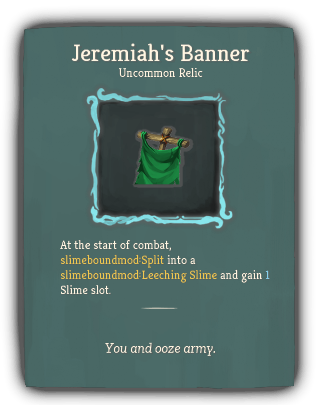 Jeremiah's Banner
Uncommon Relic
At the start of combat,
slimeboundmod:Split into a
slimeboundmod:Leeching Slime and gain 1
Slime slot.
You and ooze army.